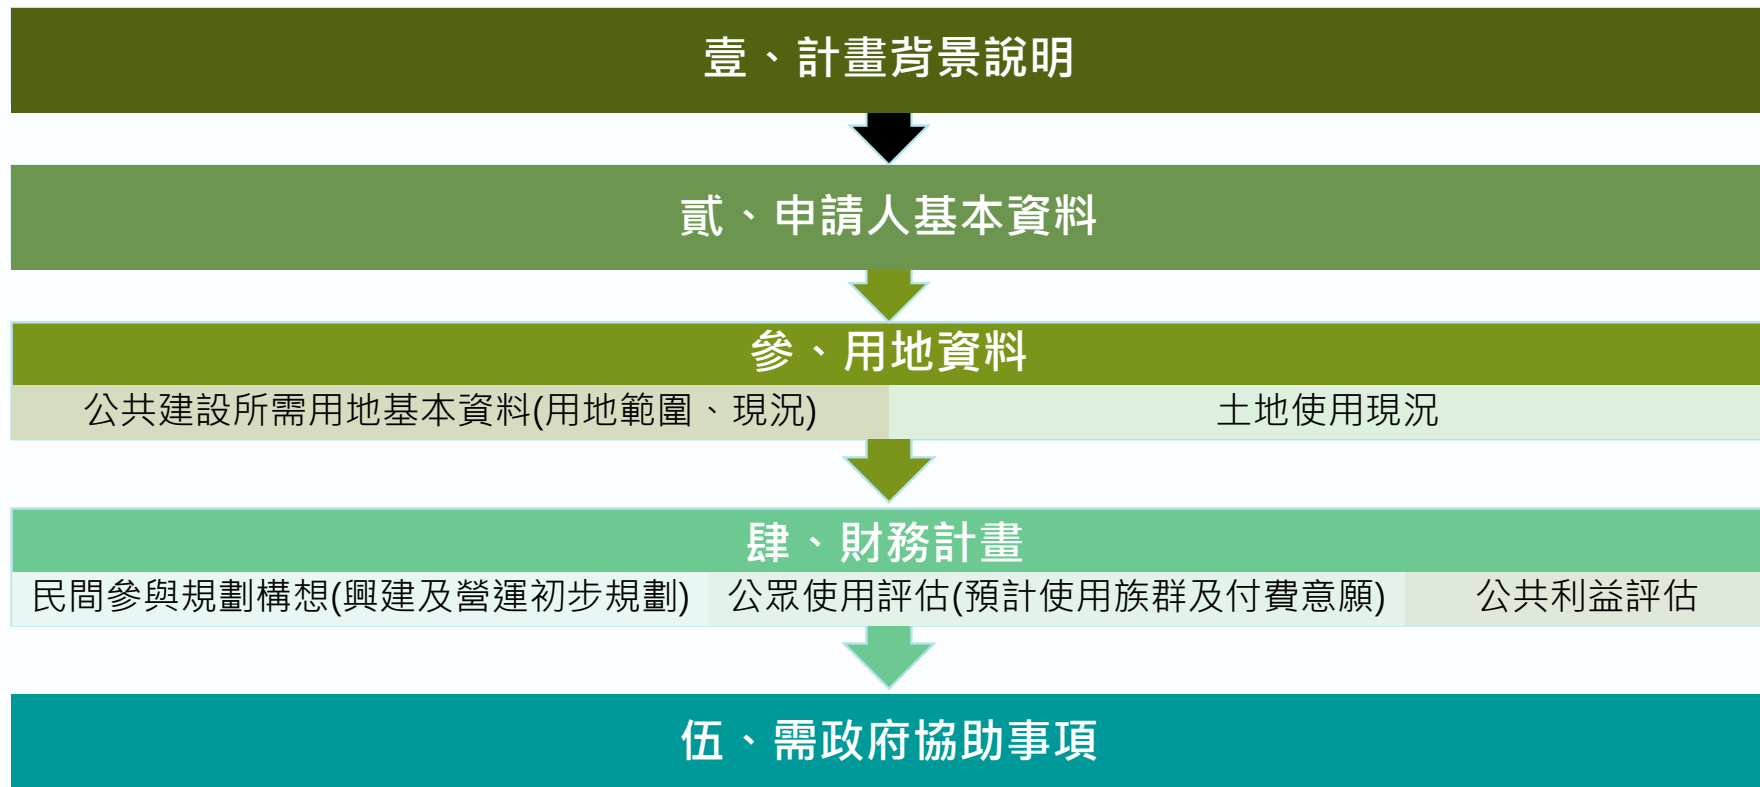 壹、計畫背景說明
貳、申請人基本資料
參、用地資料
公共建設所需用地基本資料(用地範圍、現況)
土地使用現況
肆、財務計畫
民間參與規劃構想(興建及營運初步規劃)
公眾使用評估(預計使用族群及付費意願)
公共利益評估
伍、需政府協助事項